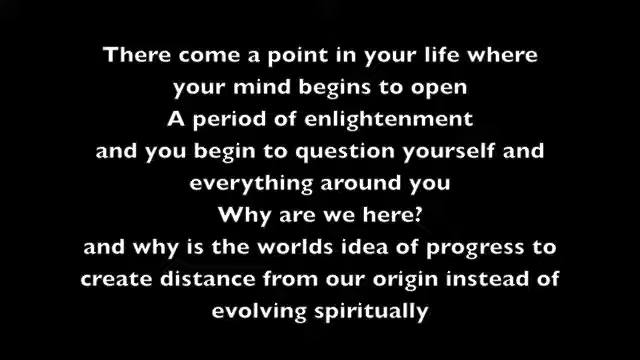 There come a point in your life where
your mind begins to open
A period of enlightenment
and you begin to question yourself and
everything around you
Why are we here?
and why is the worlds idea of progress to
create distance from our origin instead of
evolving spiritually